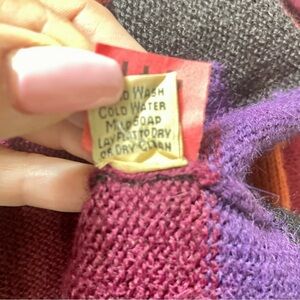 WASH
COLD WATER
MILD SOAP
LAY FLAT TO DRY
OR DRY CLEAN